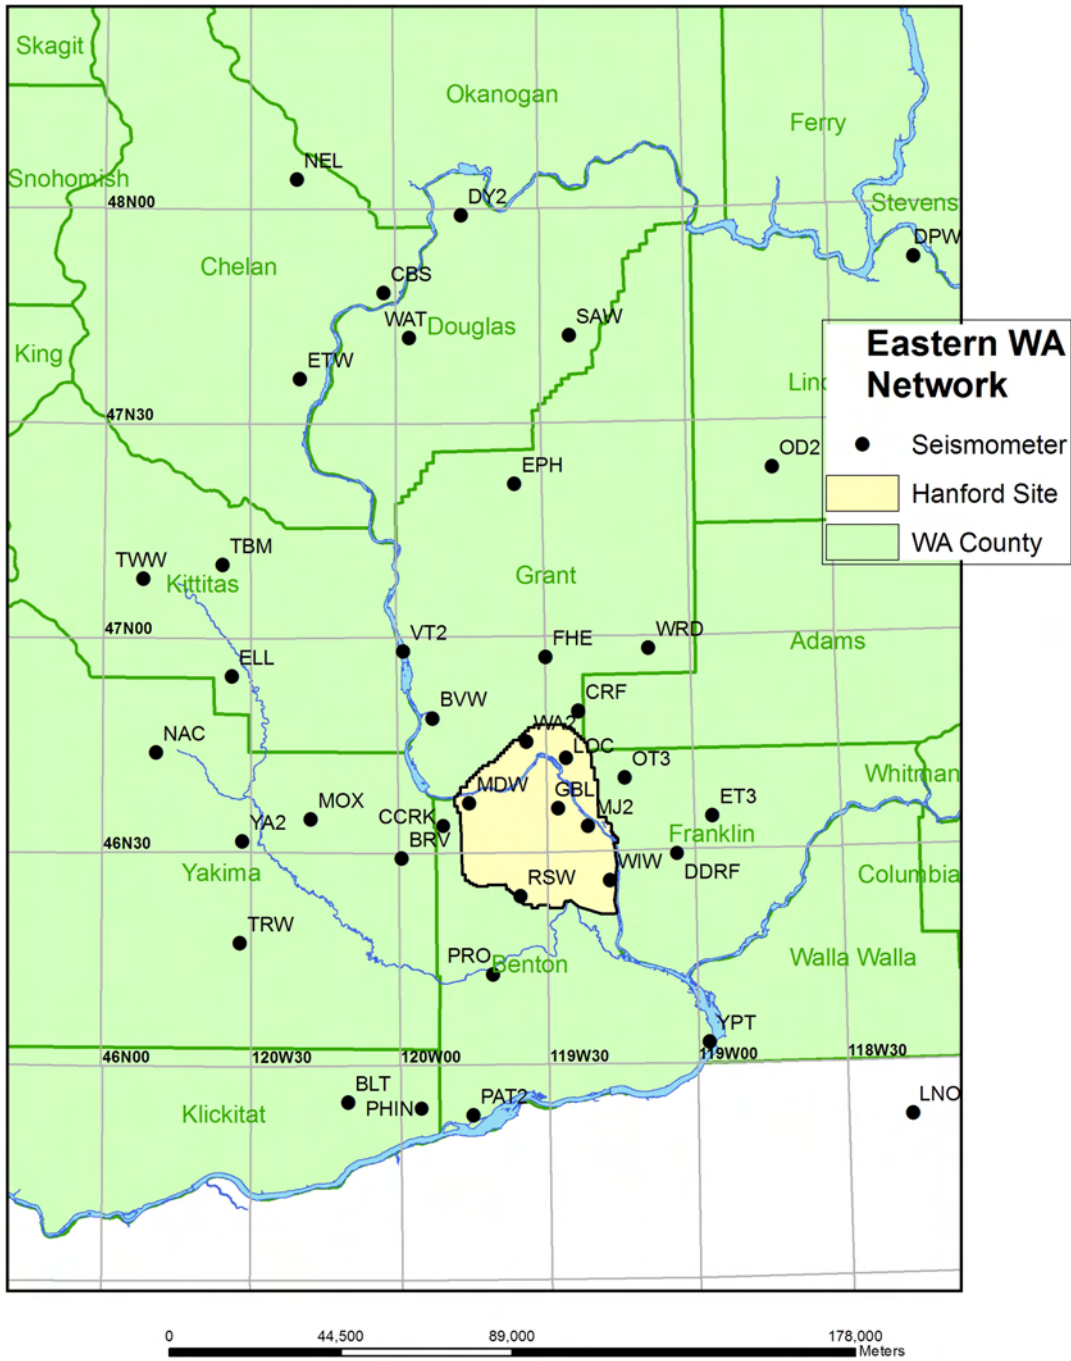 Skagit
Okanogan
Ferry
NEL
Snohomish
DY2
48N00
Stevens
DPW
Chelan
CBS
WAT
Douglas
SAW
King
ETW
Eastern WA
Network
47N30
OD2
Seismometer
EPH
Hanford Site
WA County
TWW
TBM
Kittitas
Grant
47N00
VT2
FHE
WRD
Adams
ELL
CRF
BVW
NAC
WA2
LOC
OT3
Whitman
MDW
GBL
MOX
CCRK
MJ2
ET3
YA2
BRV
Franklin
46N30
WIW
DDRF
Yakima
RSW
Columbia
TRW
PRO
Benton
Walla Walla
YPT
46N00
120W30
120W00
119W30
119W00
118W30
BLT
PHIN
PAT2
LNO
Klickitat
0
44,500
89,000
178,000
Meters